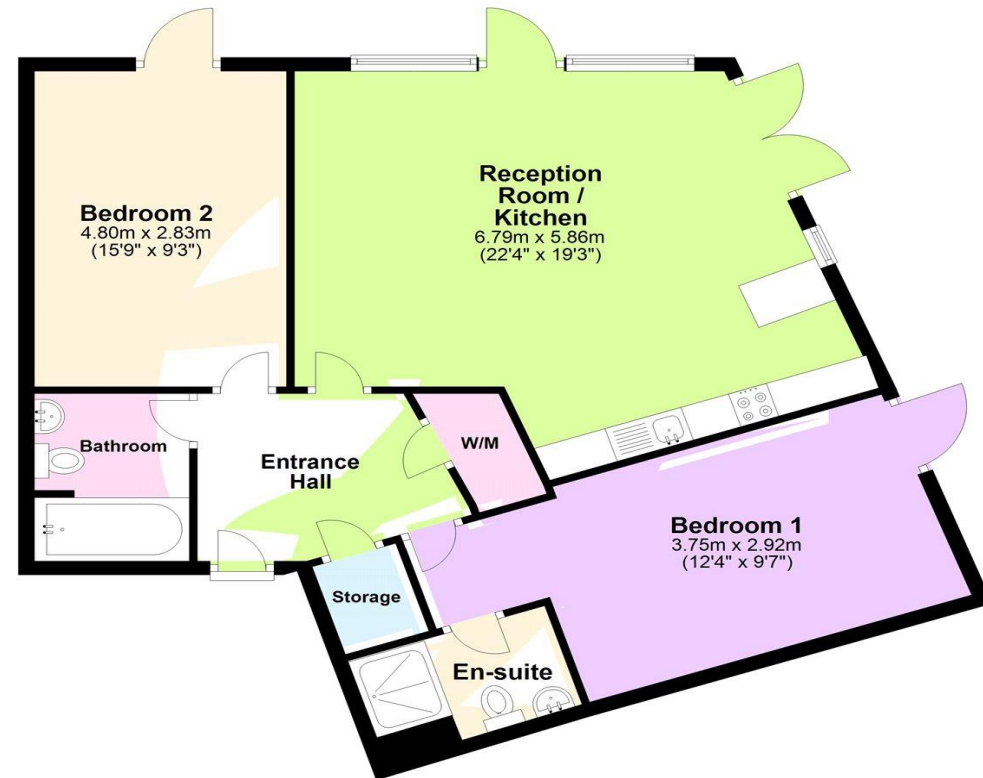 Bedroom 2
4.80m x 2.83m
(15'9" x 9'3")
Reception
Room /
Kitchen
6.79m x 5.86m
(22'4" x 19'3")
Bathroom
Entrance
Hall
W/M
Bedroom 1
3.75m x 2.92m
(12'4" x 9'7")
Storage
En-suite